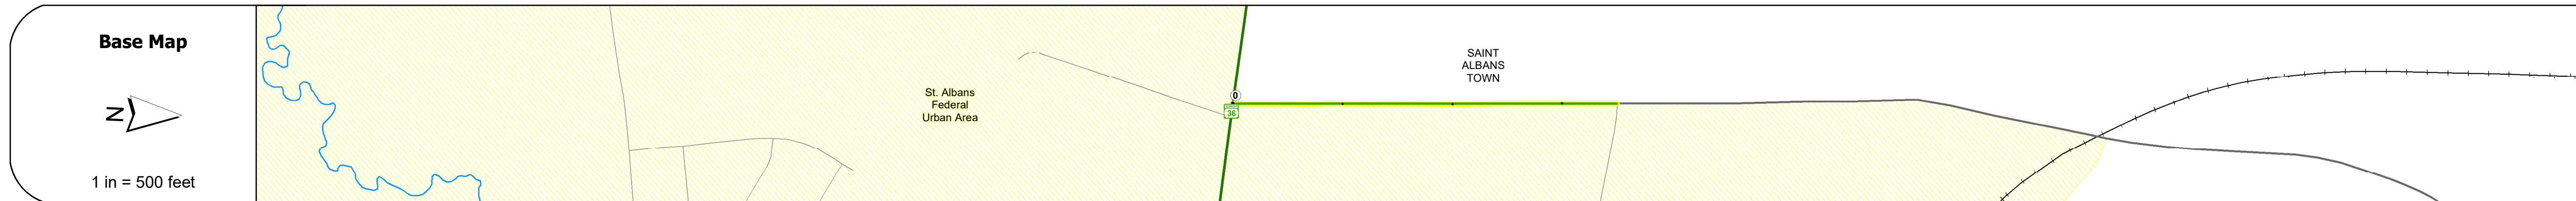 Base Map
N
1 in = 500 feet
St. Albans
Federal
Urban Area
0
36
SAINT
ALBANS
TOWN